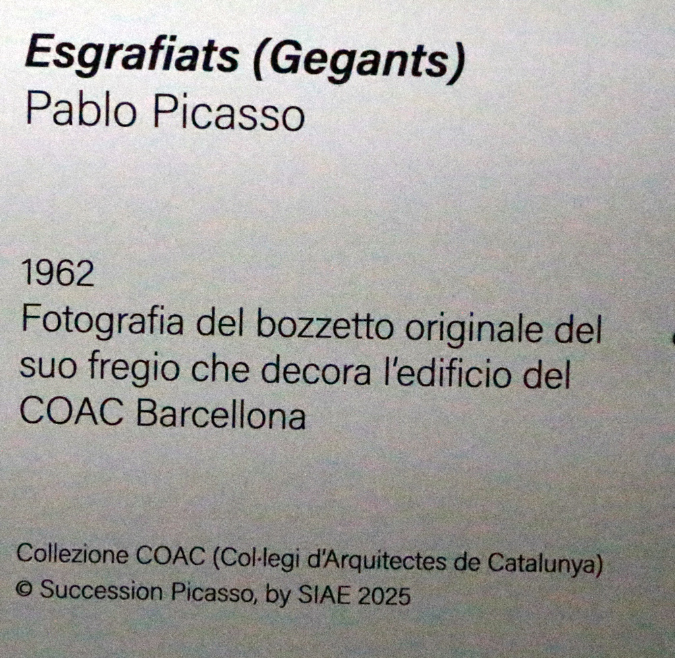 Esgrafiats (Gegants)
Pablo Picasso
1962
Fotografia del bozzetto originale del
suo fregio che decora l'edificio del
COAC Barcellona
Collezione COAC (Col·legi d'Arquitectes de Catalunya)
© Succession Picasso, by SIAE 2025